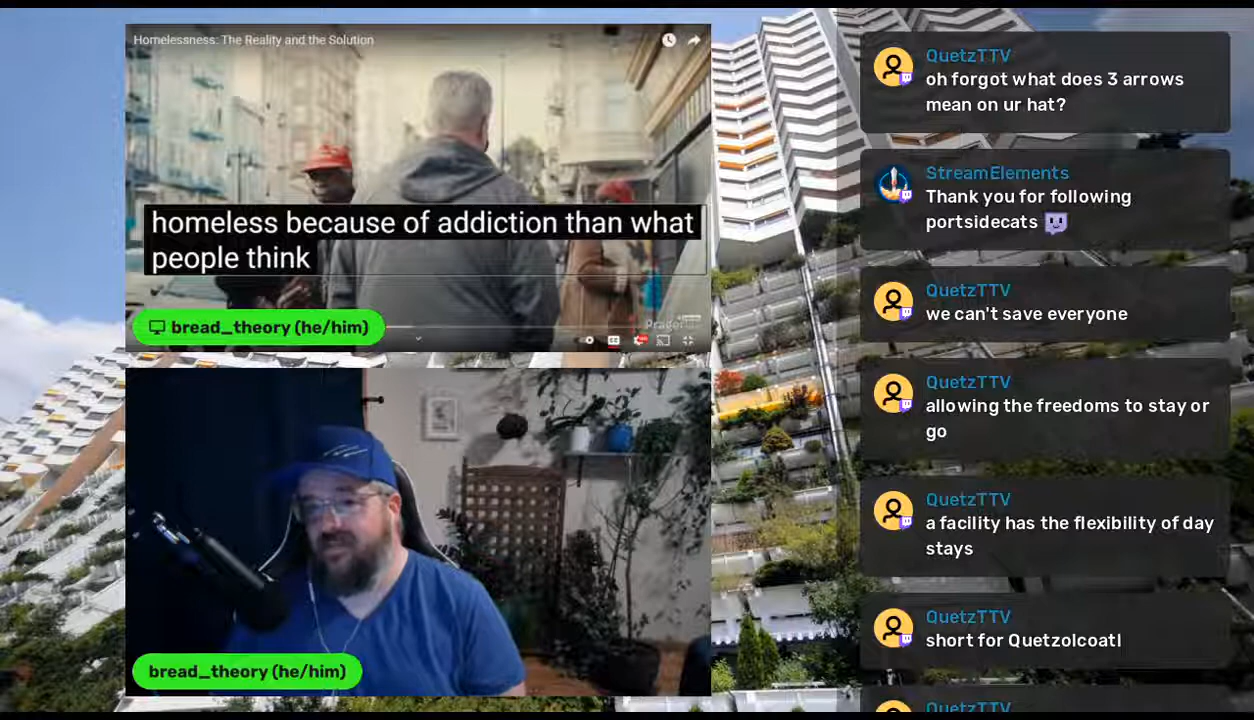 Homelessness: The Reality and the Solution
homeless because of addiction than what
people think
bread_theory (he/him)
bread_theory (he/him)
QuetzTTV
oh forgot what does 3 arrows
mean on ur hat?
StreamElements
Thank you for following
portsidecats
QuetzTTV
we can't save everyone
QuetzTTV
allowing the freedoms to stay or
go
QuetzTTV
a facility has the flexibility of day
stays
QuetzTTV
short for Quetzolcoatl
QuetzTTV